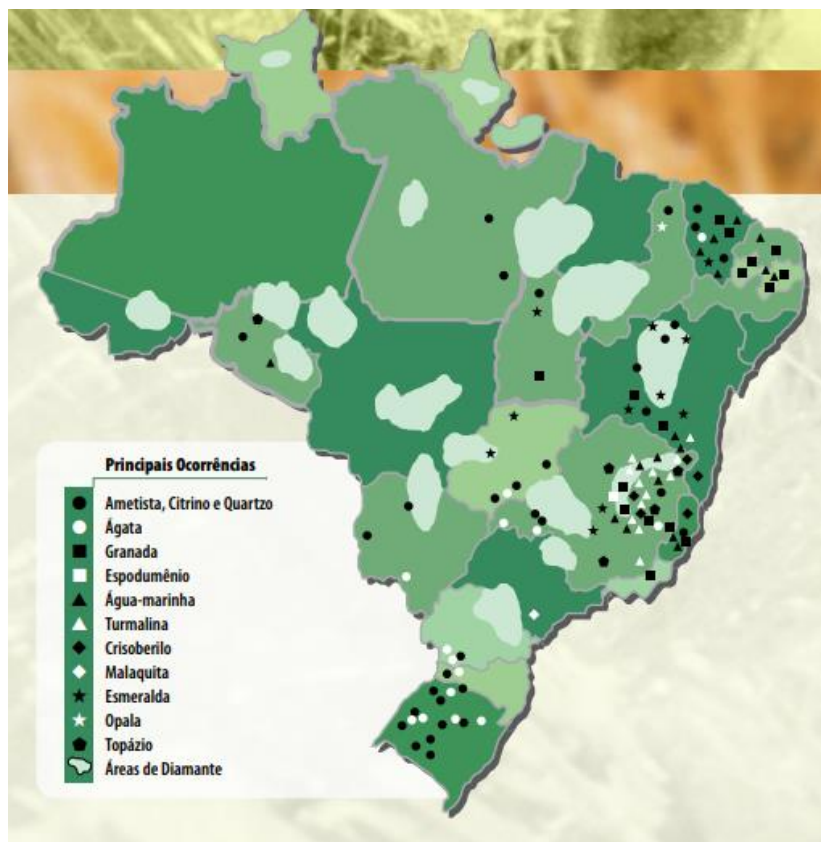 Principais Ocorrências
Ametista, Citrino e Quartzo
Ágata
Granada
Espodumênio
Água-marinha
Turmalina
Crisoberilo
Malaquita
Esmeralda
Opala
Topázio
Áreas de Diamante